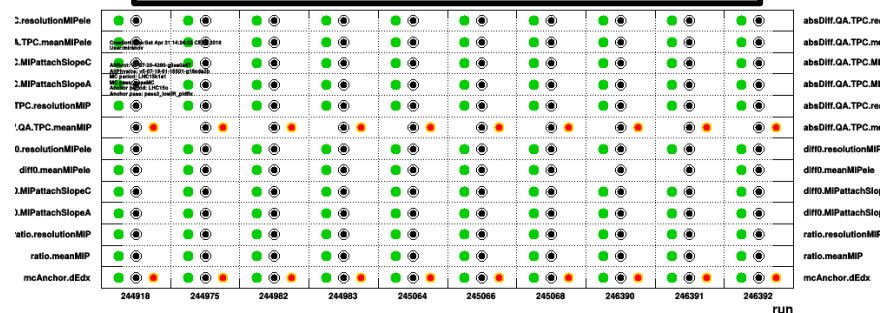 C.resolutionMIPele absDiff.QA.TPC.re
A.TPC.meanMIPele absDiff.QA.TPC.me
C.MIPattachSlopeC absDiff.QA.TPC.MI
C.MIPattachSlopeA absDiff.QA.TPC.MI
TPC.resolutionMIP absDiff.QA.TPC.re
.QA.TPC.meanMIP absDiff.QA.TPC.me
0.resolutionMIPele diff0.resolutionMIP
diff0.meanMIPele diff0.meanMIPele
0.MIPattachSlopeC diff0.MIPattachSlop
0.MIPattachSlopeA diff0.MIPattachSlop
ratio.resolutionMIP ratio.resolutionMIP
ratio.meanMIP ratio.meanMIP
mcAnchor.dEdx mcAnchor.dEdx
244918 244975 244982 244983 245064 245066 245068 246390 246391 246392
run